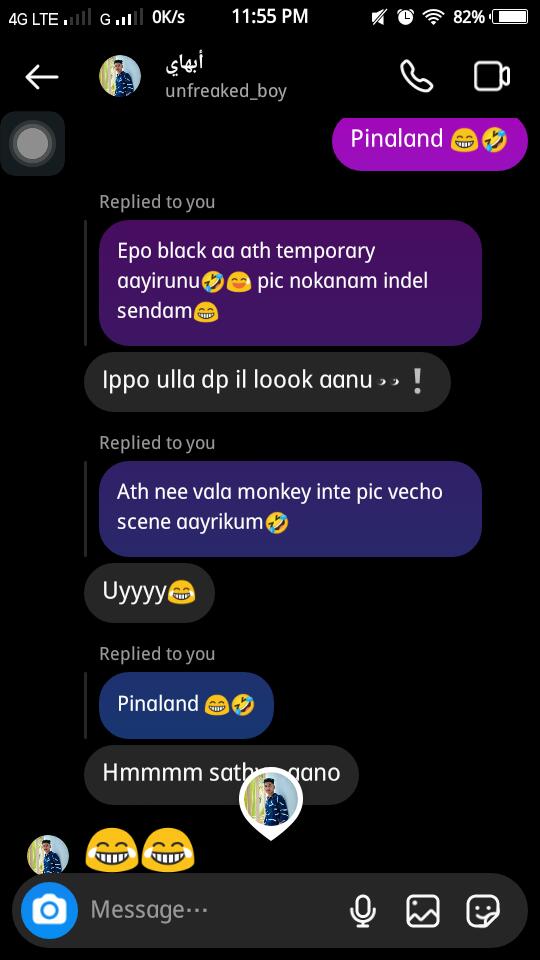 4G LTE G 0K/s 11:55 PM 82%
أبهاي
unfreaked_boy
Pinaland 😁🤣
Replied to you
Epo black aa ath temporary
aayirunu🤣😄 pic nokanam indel
sendam😁
Ippo ulla dp il loook aanu 👀❕
Replied to you
Ath nee vala monkey inte pic vecho
scene aayrikum🤣
Uyyyy😂
Replied to you
Pinaland 😁🤣
Hmmmm aano
😂😂
Message···